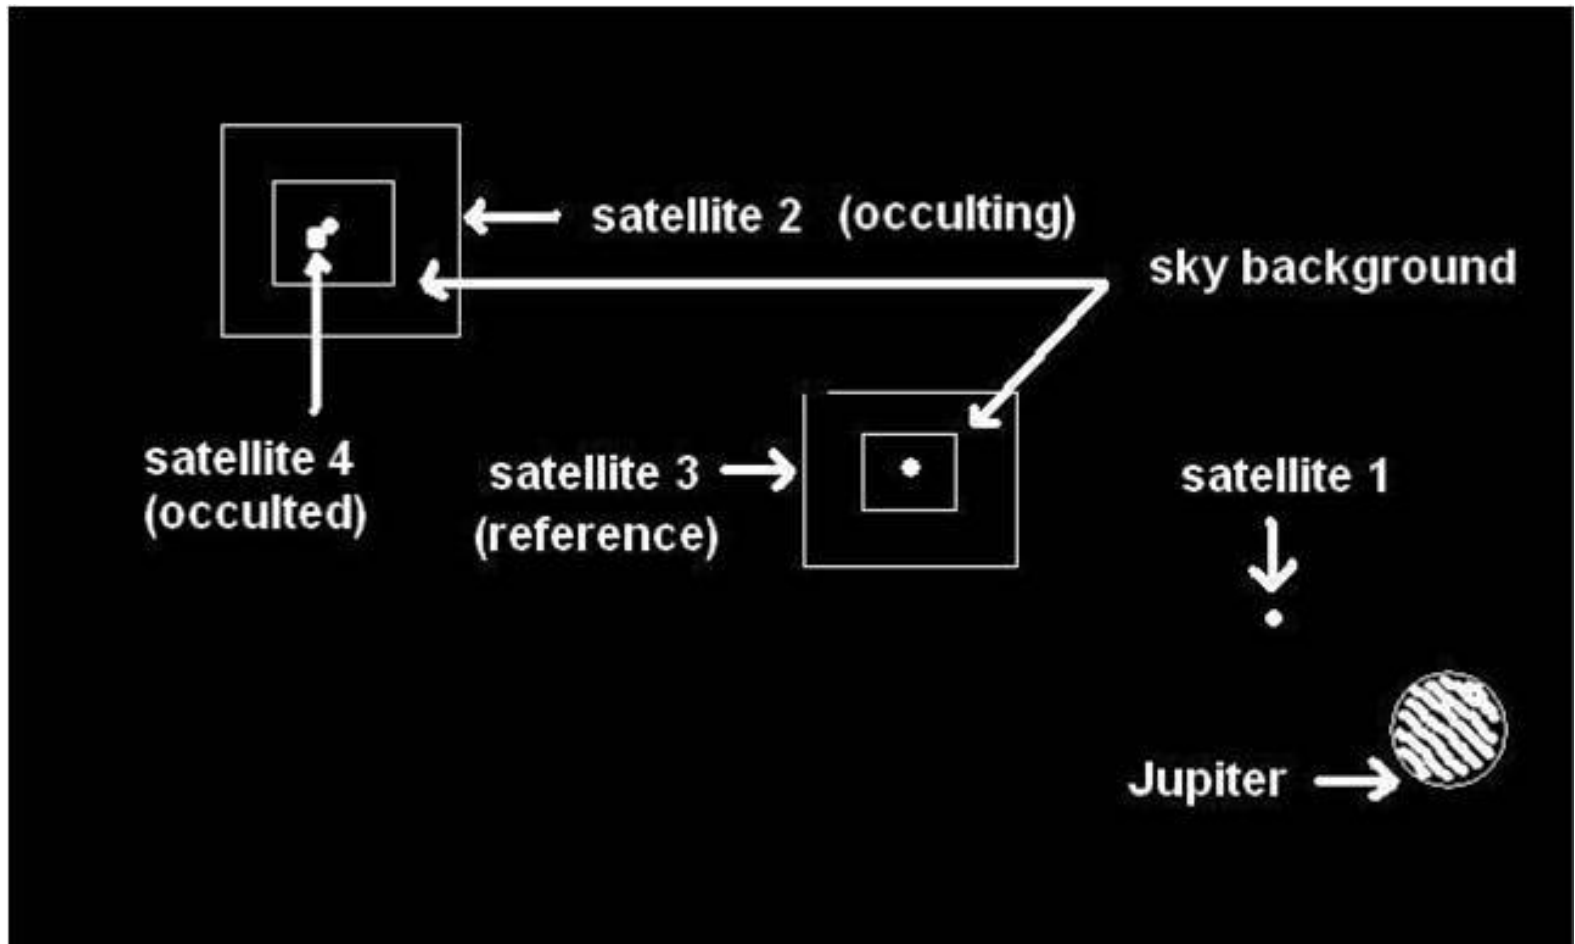 satellite 2 (occulting)
sky background
satellite 4
(occulted)
satellite 3
(reference)
satellite 1
Jupiter